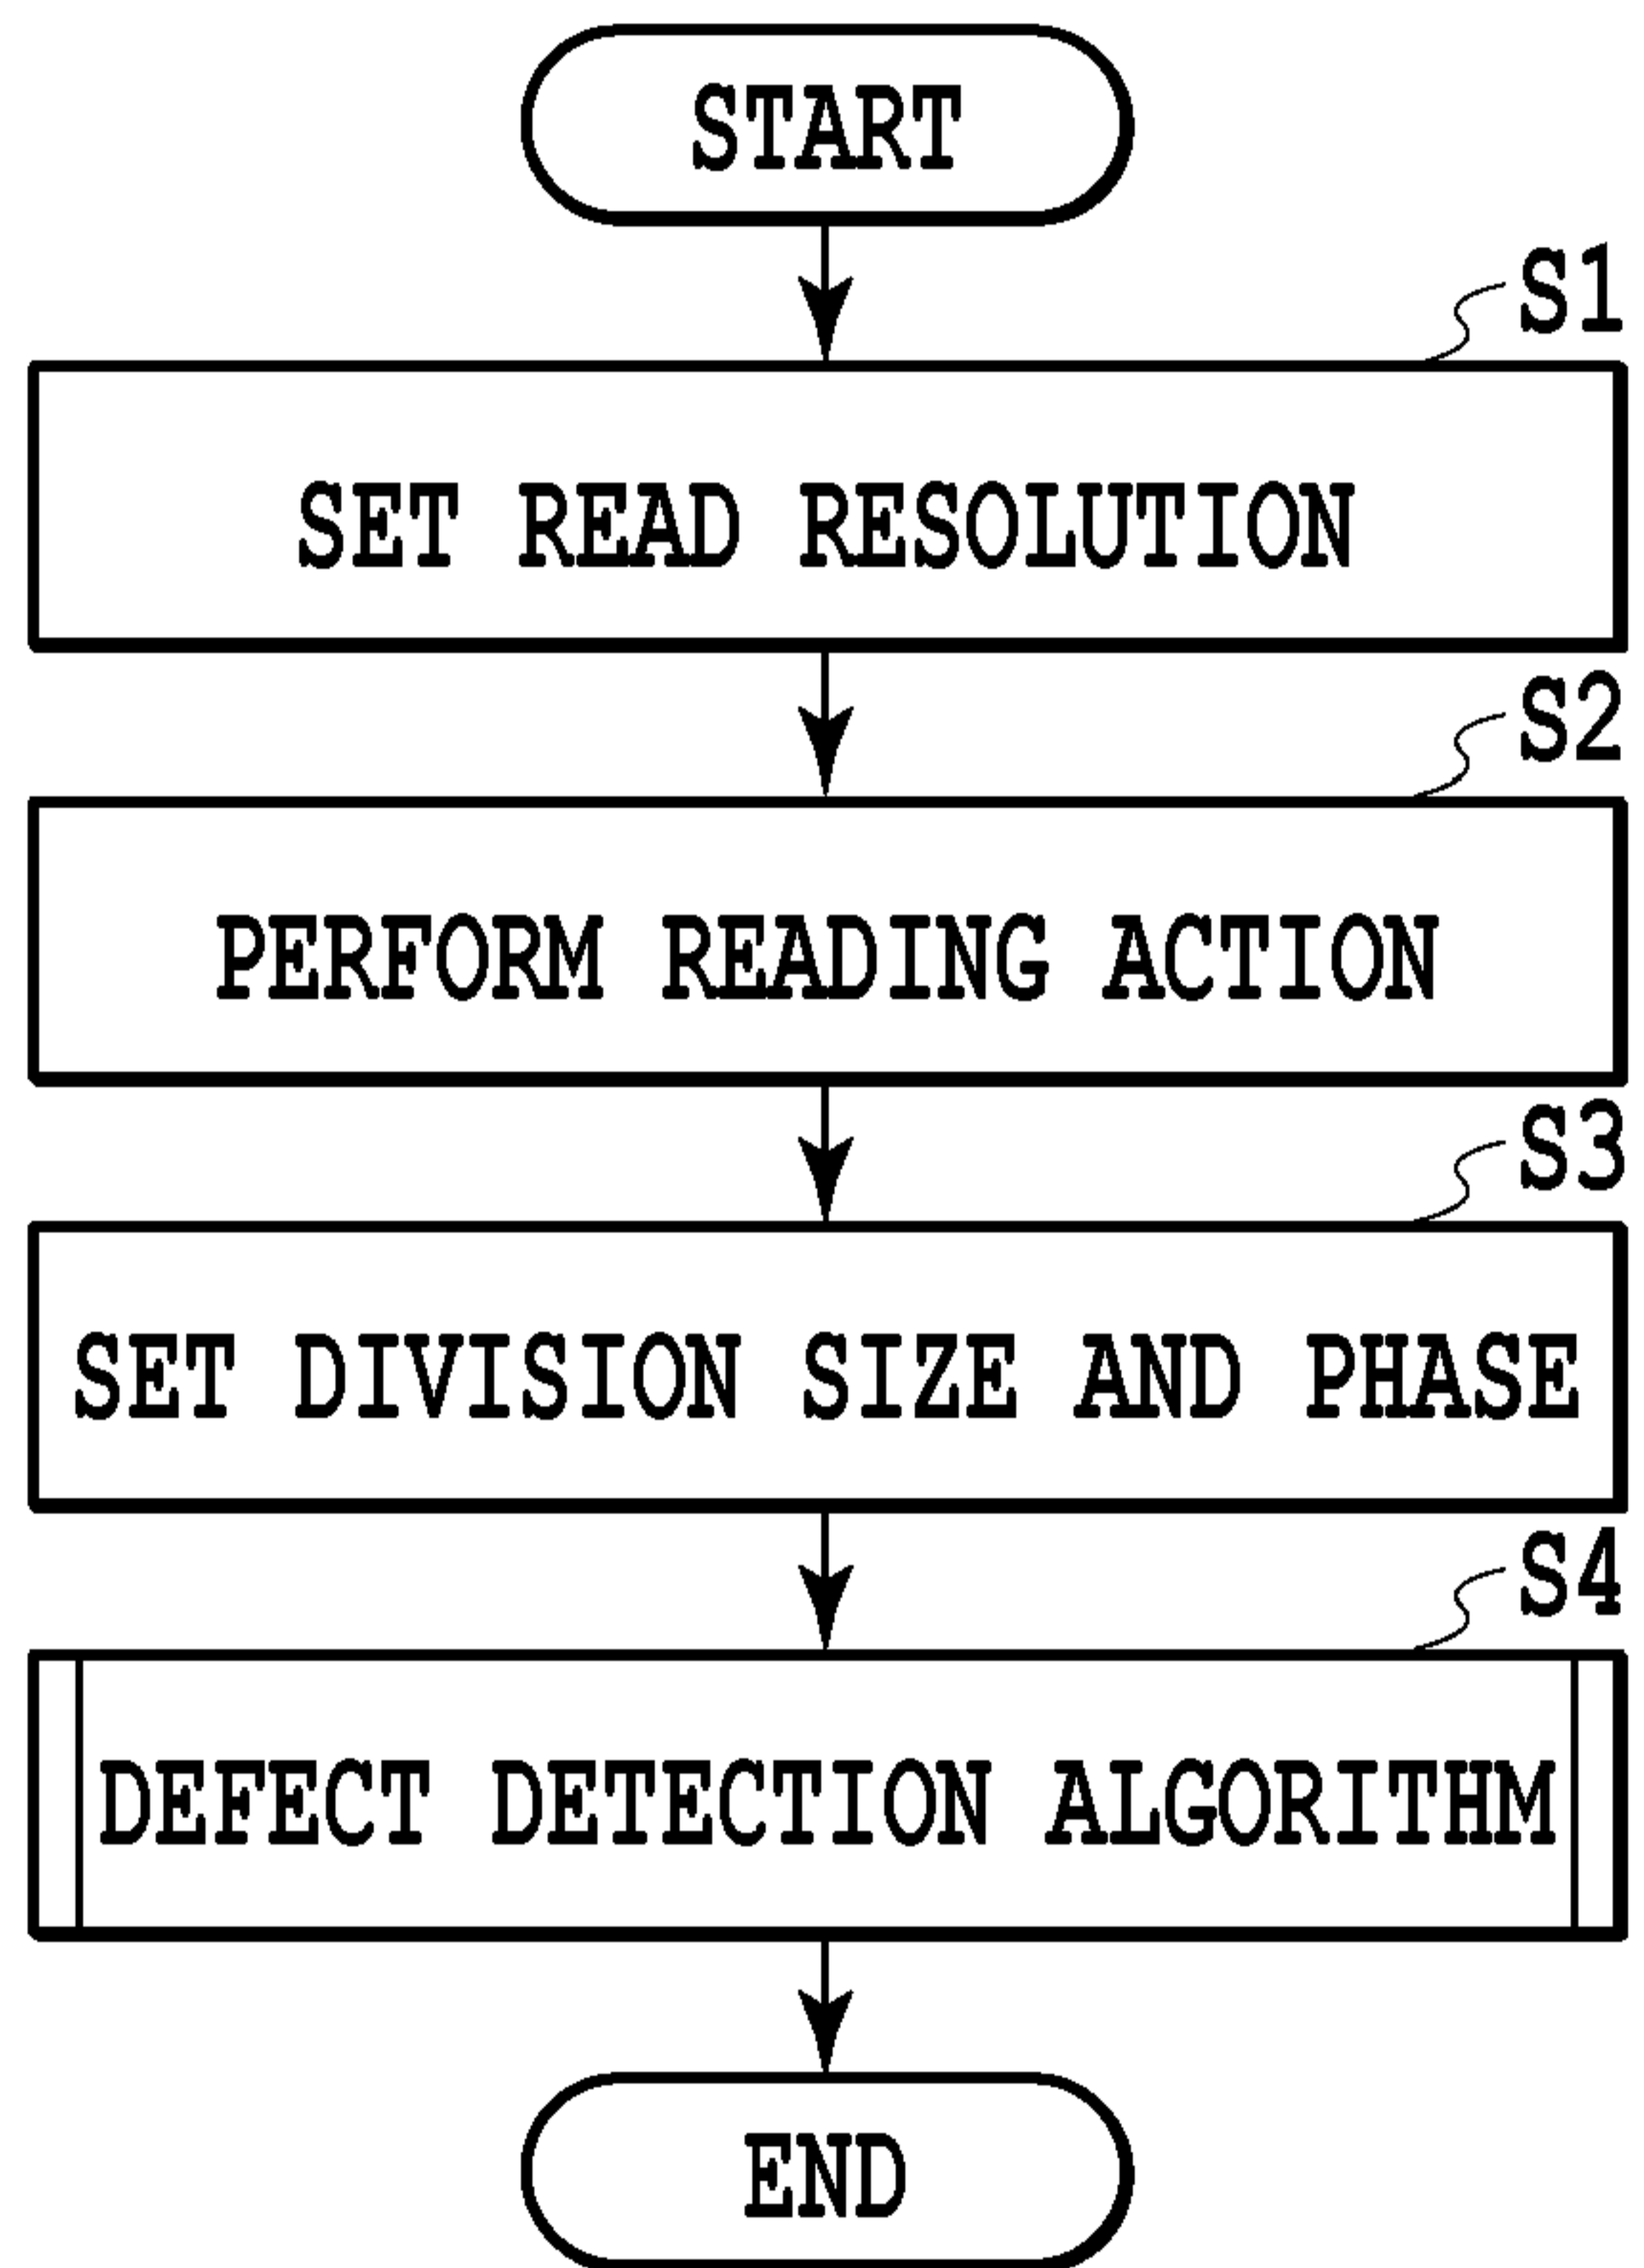 START
S1
SET READ RESOLUTION
S2
PERFORM READING ACTION
S3
SET DIVISION SIZE AND PHASE
S4
DEFECT DETECTION ALGORITHM
END